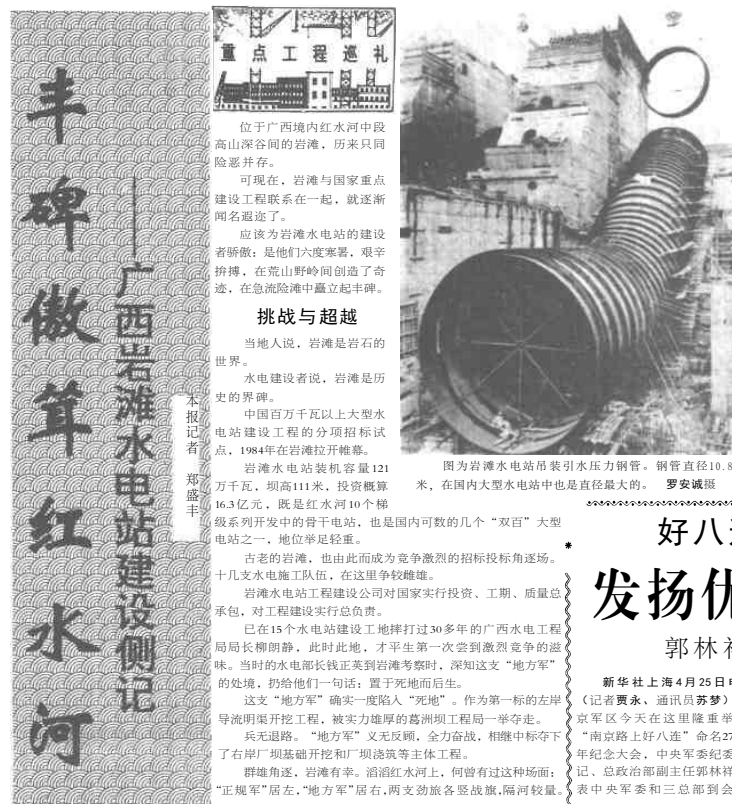 丰碑傲茸红水河
——广西岩滩水电站建设侧记
本报记者 郑盛丰
重点工程巡礼
位于广西境内红水河中段
高山深谷间的岩滩，历来只同
险恶并存。
可现在，岩滩与国家重点
建设工程联系在一起，就逐渐
闻名遐迩了。
应该为岩滩水电站的建设
者骄傲：是他们六度寒暑，艰辛
拚搏，在荒山野岭间创造了奇
迹，在急流险滩中矗立起丰碑。
挑战与超越
当地人说，岩滩是岩石的
世界。
水电建设者说，岩滩是历
史的界碑。
中国百万千瓦以上大型水
电站建设工程的分项招标试
点，1984年在岩滩拉开帷幕。
岩滩水电站装机容量121
万千瓦，坝高111米，投资概算
16.3亿元，既是红水河10个梯
级系列开发中的骨干电站，也是国内可数的几个“双百”大型
电站之一，地位举足轻重。
古老的岩滩，也由此而成为竞争激烈的招标投标角逐场。
十几支水电施工队伍，在这里争较雌雄。
岩滩水电站工程建设公司对国家实行投资、工期、质量总
承包，对工程建设实行总负责。
已在15个水电站建设工地摔打过30多年的广西水电工程
局局长柳朗静，此时此地，才平生第一次尝到激烈竞争的滋
味。当时的水电部长钱正英到岩滩考察时，深知这支“地方军”
的处境，扔给他们一句话：置于死地而后生。
这支“地方军”确实一度陷入“死地”。作为第一标的左岸
导流明渠开挖工程，被实力雄厚的葛洲坝工程局一举夺走。
兵无退路。“地方军”义无反顾，全力奋战，相继中标夺下
了右岸厂坝基础开挖和厂坝浇筑等主体工程。
群雄角逐，岩滩有幸。滔滔红水河上，何曾有过这种场面：
“正规军”居左，“地方军”居右，两支劲旅各竖战旗，隔河较量。
图为岩滩水电站吊装引水压力钢管。钢管直径10.8
米，在国内大型水电站中也是直径最大的。 罗安诚摄
好八
发扬优
郭林祥
新华社上海4月25日电
（记者贾永、通讯员苏梦）
京军区今天在这里隆重举
“南京路上好八连”命名27
年纪念大会，中央军委纪委
记、总政治部副主任郭林祥
表中央军委和三总部到会